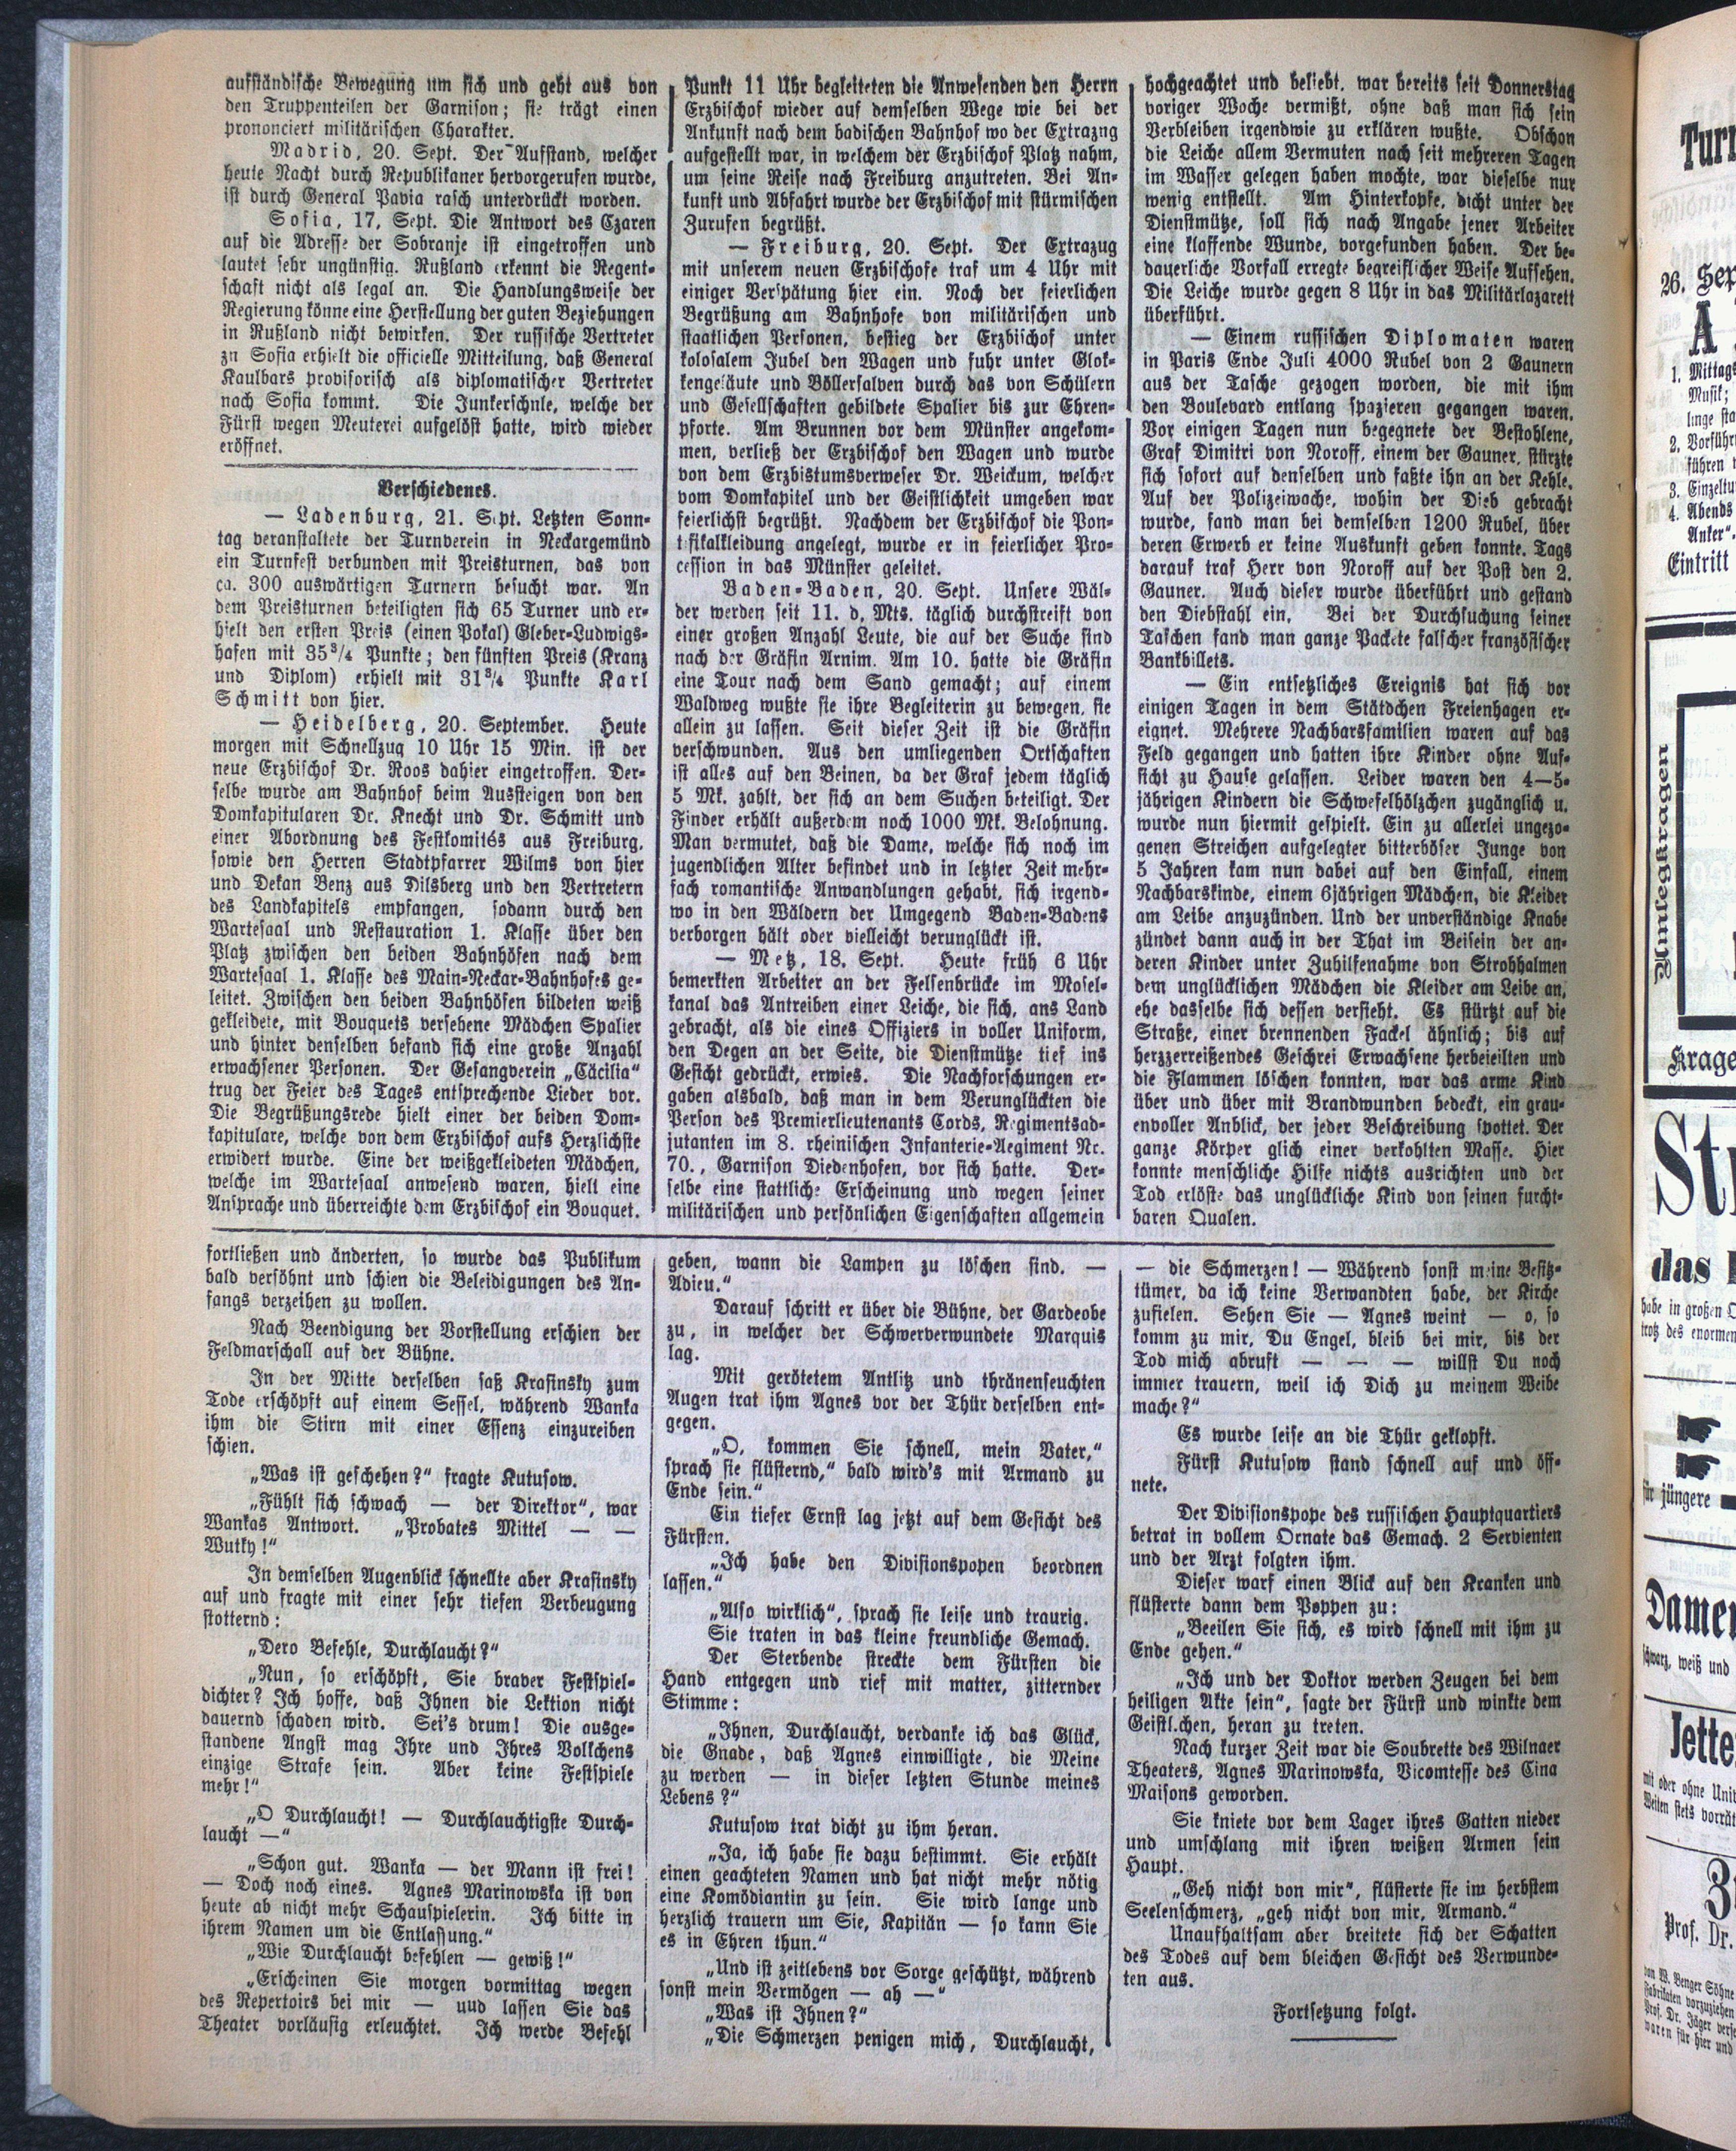 aufständische Bewegung um sich und geht aus von
den Truppenteilen der Garnison; sie trägt einen
prononciert militärischen Charakter.
Madrid, 20. Sept. Der Aufstand, welcher
heute Nacht durch Republikaner hervorgerufen wurde,
ist durch General Pavia rasch unterdrückt worden.
Sofia, 17, Sept. Die Antwort des Czaren
auf die Adresse der Sobranje ist eingetroffen und
lautet sehr ungünstig. Rußland erkennt die Regent-
schaft nicht als legal an. Die Handlungsweise der
Regierung könne eine Herstellung der guten Beziehungen
in Rußland nicht bewirken. Der russische Vertreter
zu Sofia erhielt die officielle Mitteilung, daß General
Kaulbars provisorisch als diplomatischer Vertreter
nach Sofia kommt. Die Junkerschule, welche der
Fürst wegen Meuterei aufgelöst hatte, wird wieder
eröffnet.
Verschiedenes.
— Ladenburg, 21. Sept. Letzten Sonn-
tag veranstaltete der Turnverein in Neckargemünd
ein Turnfest verbunden mit Preisturnen, das von
ca. 300 auswärtigen Turnern besucht war. An
dem Preisturnen beteiligten sich 65 Turner und er-
hielt den ersten Preis (einen Pokal) Gleber-Ludwigs-
hafen mit 35³/₄ Punkte; den fünften Preis (Kranz
und Diplom) erhielt mit 31³/₄ Punkte Karl
Schmitt von hier.
— Heidelberg, 20. September. Heute
morgen mit Schnellzug 10 Uhr 15 Min. ist der
neue Erzbischof Dr. Roos dahier eingetroffen. Der-
selbe wurde am Bahnhof beim Aussteigen von den
Domkapitularen Dr. Knecht und Dr. Schmitt und
einer Abordnung des Festkomités aus Freiburg,
sowie den Herren Stadtpfarrer Wilms von hier
und Dekan Benz aus Dilsberg und den Vertretern
des Landkapitels empfangen, sodann durch den
Wartesaal und Restauration 1. Klasse über den
Platz zwischen den beiden Bahnhöfen nach dem
Wartesaal 1. Klasse des Main-Neckar-Bahnhofes ge-
leitet. Zwischen den beiden Bahnhöfen bildeten weiß
gekleidete, mit Bouquets versehene Mädchen Spalier
und hinter denselben befand sich eine große Anzahl
erwachsener Personen. Der Gesangverein „Cäcilia“
trug der Feier des Tages entsprechende Lieder vor.
Die Begrüßungsrede hielt einer der beiden Dom-
kapitulare, welche von dem Erzbischof aufs Herzlichste
erwidert wurde. Eine der weißgekleideten Mädchen,
welche im Wartesaal anwesend waren, hielt eine
Ansprache und überreichte dem Erzbischof ein Bouquet.
Punkt 11 Uhr begleiteten die Anwesenden den Herrn
Erzbischof wieder auf demselben Wege wie bei der
Ankunft nach dem badischen Bahnhof wo der Extrazug
aufgestellt war, in welchem der Erzbischof Platz nahm,
um seine Reise nach Freiburg anzutreten. Bei An-
kunft und Abfahrt wurde der Erzbischof mit stürmischen
Zurufen begrüßt.
— Freiburg, 20. Sept. Der Extrazug
mit unserem neuen Erzbischofe traf um 4 Uhr mit
einiger Verspätung hier ein. Noch der feierlichen
Begrüßung am Bahnhofe von militärischen und
staatlichen Personen, bestieg der Erzbischof unter
kolosalem Jubel den Wagen und fuhr unter Glok-
kengeläute und Böllersalven durch das von Schülern
und Gesellschaften gebildete Spalier bis zur Ehren-
pforte. Am Brunnen vor dem Münster angekom-
men, verließ der Erzbischof den Wagen und wurde
von dem Erzbistumsverweser Dr. Weickum, welcher
vom Domkapitel und der Geistlichkeit umgeben war
feierlichst begrüßt. Nachdem der Erzbischof die Pon-
tifikalkleidung angelegt, wurde er in feierlicher Pro-
cession in das Münster geleitet.
Baden-Baden, 20. Sept. Unsere Wäl-
der werden seit 11. d. Mts. täglich durchstreift von
einer großen Anzahl Leute, die auf der Suche sind
nach der Gräfin Arnim. Am 10. hatte die Gräfin
eine Tour nach dem Sand gemacht; auf einem
Waldweg wußte sie ihre Begleiterin zu bewegen, sie
allein zu lassen. Seit dieser Zeit ist die Gräfin
verschwunden. Aus den umliegenden Ortschaften
ist alles auf den Beinen, da der Graf jedem täglich
5 Mk. zahlt, der sich an dem Suchen beteiligt. Der
Finder erhält außerdem noch 1000 Mk. Belohnung.
Man vermutet, daß die Dame, welche sich noch im
jugendlichen Alter befindet und in letzter Zeit mehr-
fach romantische Anwandlungen gehabt, sich irgend-
wo in den Wäldern der Umgegend Baden-Badens
verborgen hält oder vielleicht verunglückt ist.
— Metz, 18. Sept. Heute früh 6 Uhr
bemerkten Arbeiter an der Felsenbrücke im Mosel-
kanal das Antreiben einer Leiche, die sich, ans Land
gebracht, als die eines Offiziers in voller Uniform,
den Degen an der Seite, die Dienstmütze tief ins
Gesicht gedrückt, erwies. Die Nachforschungen er-
gaben alsbald, daß man in dem Verunglückten die
Person des Premierlieutenants Cords, Regimentsad-
jutanten im 8. rheinischen Infanterie-Regiment Nr.
70., Garnison Diedenhofen, vor sich hatte. Der-
selbe eine stattliche Erscheinung und wegen seiner
militärischen und persönlichen Eigenschaften allgemein
hochgeachtet und beliebt, war bereits seit Donnerstag
voriger Woche vermißt, ohne daß man sich sein
Verbleiben irgendwie zu erklären wußte. Obschon
die Leiche allem Vermuten nach seit mehreren Tagen
im Wasser gelegen haben mochte, war dieselbe nur
wenig entstellt. Am Hinterkopfe, dicht unter der
Dienstmütze, soll sich nach Angabe jener Arbeiter
eine klaffende Wunde, vorgefunden haben. Der be-
dauerliche Vorfall erregte begreiflicher Weise Aufsehen.
Die Leiche wurde gegen 8 Uhr in das Militärlazarett
überführt.
— Einem russischen Diplomaten waren
in Paris Ende Juli 4000 Rubel von 2 Gaunern
aus der Tasche gezogen worden, die mit ihm
den Boulevard entlang spazieren gegangen waren.
Vor einigen Tagen nun begegnete der Bestohlene,
Graf Dimitri von Noroff, einem der Gauner, stürzte
sich sofort auf denselben und faßte ihn an der Kehle.
Auf der Polizeiwache, wohin der Dieb gebracht
wurde, fand man bei demselben 1200 Rubel, über
deren Erwerb er keine Auskunft geben konnte. Tags
darauf traf Herr von Noroff auf der Post den 2.
Gauner. Auch dieser wurde überführt und gestand
den Diebstahl ein. Bei der Durchsuchung seiner
Taschen fand man ganze Packete falscher französischer
Bankbillets.
— Ein entsetzliches Ereignis hat sich vor
einigen Tagen in dem Stätdchen Freienhagen er-
eignet. Mehrere Nachbarsfamilien waren auf das
Feld gegangen und hatten ihre Kinder ohne Auf-
sicht zu Hause gelassen. Leider waren den 4—5-
jährigen Kindern die Schwefelhölzchen zugänglich u.
wurde nun hiermit gespielt. Ein zu allerlei ungezo-
genen Streichen aufgelegter bitterböser Junge von
5 Jahren kam nun dabei auf den Einfall, einem
Nachbarskinde, einem 6jährigen Mädchen, die Kleider
am Leibe anzuzünden. Und der unverständige Knabe
zündet dann auch in der That im Beisein der an-
deren Kinder unter Zuhilfenahme von Strohhalmen
dem unglücklichen Mädchen die Kleider am Leibe an,
ehe dasselbe sich dessen versteht. Es stürzt auf die
Straße, einer brennenden Fackel ähnlich; bis auf
herzzerreißendes Geschrei Erwachsene herbeieilten und
die Flammen löschen konnten, war das arme Kind
über und über mit Brandwunden bedeckt, ein grau-
envoller Anblick, der jeder Beschreibung spottet. Der
ganze Körper glich einer verkohlten Masse. Hier
konnte menschliche Hilfe nichts ausrichten und der
Tod erlöste das unglückliche Kind von seinen furcht-
baren Qualen.
fortließen und änderten, so wurde das Publikum
bald versöhnt und schien die Beleidigungen des An-
fangs verzeihen zu wollen.
Nach Beendigung der Vorstellung erschien der
Feldmarschall auf der Bühne.
In der Mitte derselben saß Krasinsky zum
Tode erschöpft auf einem Sessel, während Wanka
ihm die Stirn mit einer Essenz einzureiben
schien.
„Was ist geschehen?“ fragte Kutusow.
„Fühlt sich schwach — der Direktor“, war
Wankas Antwort. „Probates Mittel — —
Wutky!“
In demselben Augenblick schnellte aber Krasinsky
auf und fragte mit einer sehr tiefen Verbeugung
stotternd:
„Dero Befehle, Durchlaucht?“
„Nun, so erschöpft, Sie braver Festspiel-
dichter? Ich hoffe, daß Ihnen die Lektion nicht
dauernd schaden wird. Sei's drum! Die ausge-
standene Angst mag Ihre und Ihres Volkchens
einzige Strafe sein. Aber keine Festspiele
mehr!“
„O Durchlaucht! — Durchlauchtigste Durch-
laucht —“
„Schon gut. Wanka — der Mann ist frei!
— Doch noch eines. Agnes Marinowska ist von
heute ab nicht mehr Schauspielerin. Ich bitte in
ihrem Namen um die Entlassung.“
„Wie Durchlaucht befehlen — gewiß!“
„Erscheinen Sie morgen vormittag wegen
des Repertoirs bei mir — uud lassen Sie das
Theater vorläufig erleuchtet. Ich werde Befehl
geben, wann die Lampen zu löschen sind. —
Adieu.“
Darauf schritt er über die Bühne, der Gardeobe
zu, in welcher der Schwerverwundete Marquis
lag.
Mit gerötetem Antlitz und thränenfeuchten
Augen trat ihm Agnes vor der Thür derselben ent-
gegen.
„O, kommen Sie schnell, mein Vater,“
sprach sie flüsternd,“ bald wird's mit Armand zu
Ende sein.“
Ein tiefer Ernst lag jetzt auf dem Gesicht des
Fürsten.
„Ich habe den Divisionspopen beordnen
lassen.“
„Also wirklich“, sprach sie leise und traurig.
Sie traten in das kleine freundliche Gemach.
Der Sterbende streckte dem Fürsten die
Hand entgegen und rief mit matter, zitternder
Stimme:
„Ihnen, Durchlaucht, verdanke ich das Glück,
die Gnade, daß Agnes einwilligte, die Meine
zu werden — in dieser letzten Stunde meines
Lebens?“
Kutusow trat dicht zu ihm heran.
„Ja, ich habe sie dazu bestimmt. Sie erhält
einen geachteten Namen und hat nicht mehr nötig
eine Komödiantin zu sein. Sie wird lange und
herzlich trauern um Sie, Kapitän — so kann Sie
es in Ehren thun.“
„Und ist zeitlebens vor Sorge geschützt, während
sonst mein Vermögen — ah —“
„Was ist Ihnen?“
„Die Schmerzen penigen mich, Durchlaucht,
— die Schmerzen! — Während sonst meine Besitz-
tümer, da ich keine Verwandten habe, der Kirche
zufielen. Sehen Sie — Agnes weint — o, so
komm zu mir, Du Engel, bleib bei mir, bis der
Tod mich abruft — — — willst Du noch
immer trauern, weil ich Dich zu meinem Weibe
mache?“
Es wurde leise an die Thür geklopft.
Fürst Kutusow stand schnell auf und öff-
nete.
Der Divisionspope des russischen Hauptquartiers
betrat in vollem Ornate das Gemach. 2 Servienten
und der Arzt folgten ihm.
Dieser warf einen Blick auf den Kranken und
flüsterte dann dem Poppen zu:
„Beeilen Sie sich, es wird schnell mit ihm zu
Ende gehen.“
„Ich und der Doktor werden Zeugen bei dem
heiligen Akte sein“, sagte der Fürst und winkte dem
Geistlichen, heran zu treten.
Nach kurzer Zeit war die Soubrette des Wilnaer
Theaters, Agnes Marinowska, Vicomtesse des Cina
Maisons geworden.
Sie kniete vor dem Lager ihres Gatten nieder
und umschlang mit ihren weißen Armen sein
Haupt.
„Geh nicht von mir“, flüsterte sie im herbstem
Seelenschmerz, „geh nicht von mir, Armand.“
Unaufhaltsam aber breitete sich der Schatten
des Todes auf dem bleichen Gesicht des Verwunde-
ten aus.
Fortsetzung folgt.
26. Sep
A
1. Mittags
Musik;
2.
führen
3. Einzeltu
4. Abends
Anker“.
Eintritt
Umlegkragen
Krage
Str
das
habe in großen
trotz des enormen
für jüngere
Damen
schwarz, weiß und
mit oder ohne
Prof. Dr.
von W. Benger Söhne
Fabrikaten vorzuziehen
Prof. Dr. Jäger
waren für hier und